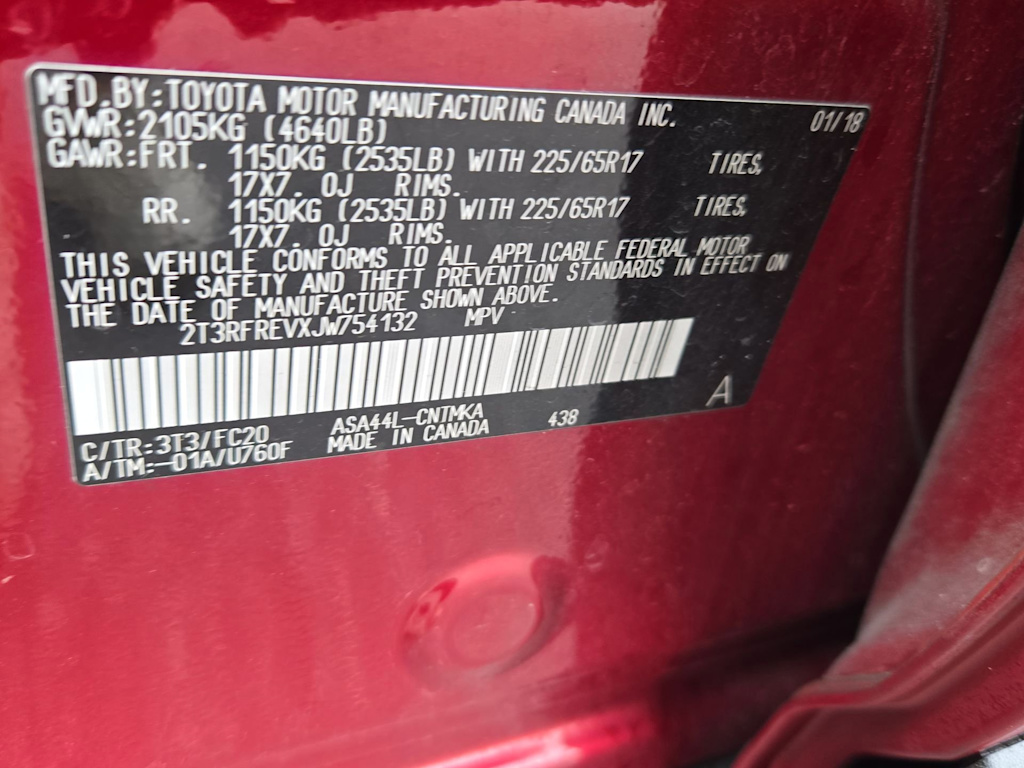 MFD.BY:TOYOTA MOTOR MANUFACTURING CANADA INC. 01/18
GVWR:2105KG (4640LB)
GAWR:FRT. 1150KG (2535LB) WITH 225/65R17 TIRES,
17X7. OJ RIMS.
RR. 1150KG (2535LB) WITH 225/65R17 TIRES,
17X7. OJ RIMS.
THIS VEHICLE CONFORMS TO ALL APPLICABLE FEDERAL MOTOR
VEHICLE SAFETY AND THEFT PREVENTION STANDARDS IN EFFECT ON
THE DATE OF MANUFACTURE SHOWN ABOVE.
2T3RFREVXJW754132 MPV
A
C/TR:3T3/FC20 ASA44L-CNTMKA 438
A/TM:-01A/U760F MADE IN CANADA